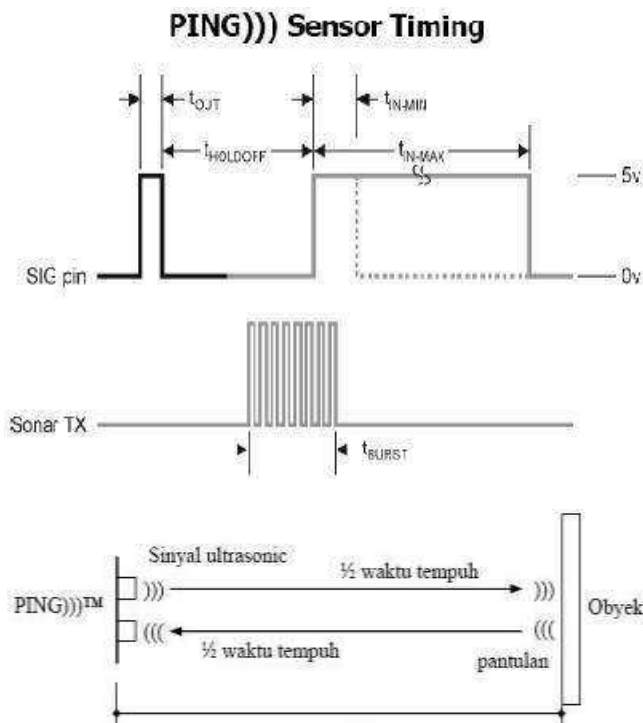 PING))) Sensor Timing
tOUT
tIN-MIN
tHOLDOFF
tIN-MAX
5v
SIG pin
0v
Sonar TX
tBURST
Sinyal ultrasonic
½ waktu tempuh
PING)))™
)))
)))
Obyek
(((
(((
½ waktu tempuh
pantulan